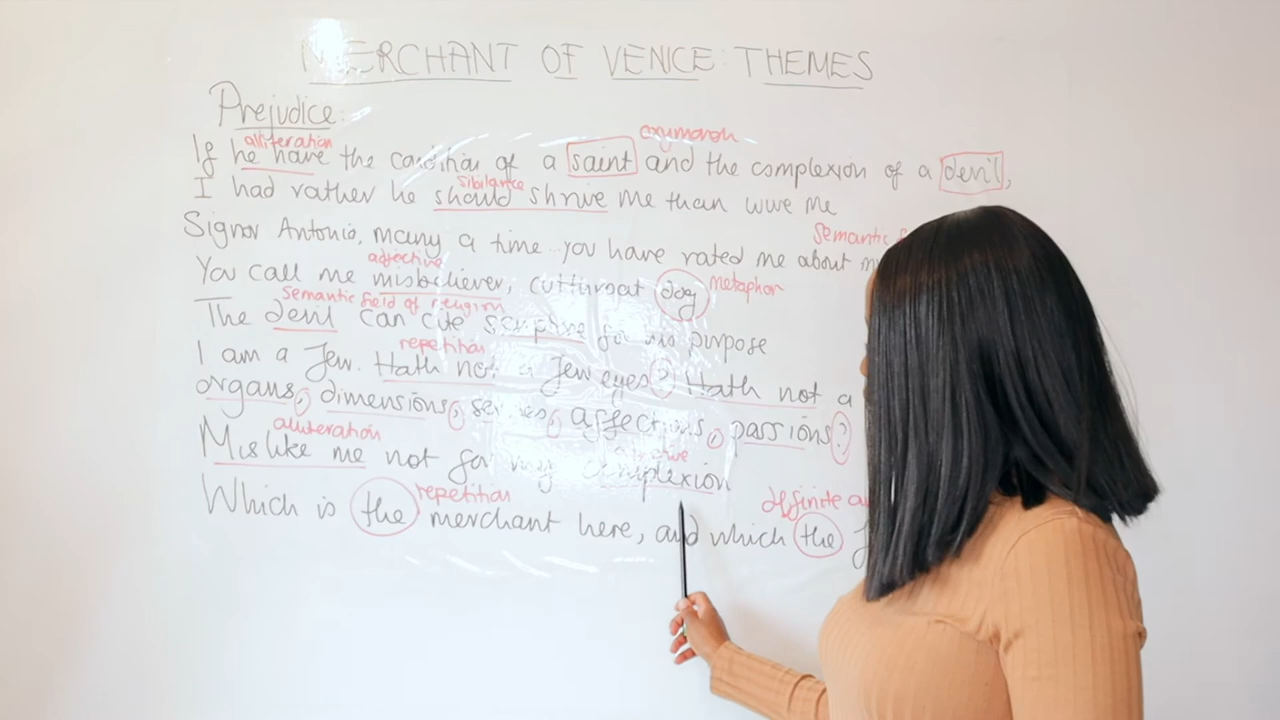 MERCHANT OF VENICE: THEMES
Prejudice:
alliteration
oxymoron
If he have the condition of a saint and the complexion of a devil,
sibilance
I had rather he should shrive me than wive me
semantic
Signor Antonio, many a time... you have rated me about
adjective
metaphor
You call me misbeliever, cutthroat dog
semantic field of religion
The devil can cite scripture for his purpose
repetition
I am a Jew. Hath not a Jew eyes? Hath not a
organs, dimensions, senses, affections, passions?
alliteration
Mislike me not for my complexion
repetition
definite
Which is the merchant here, and which the